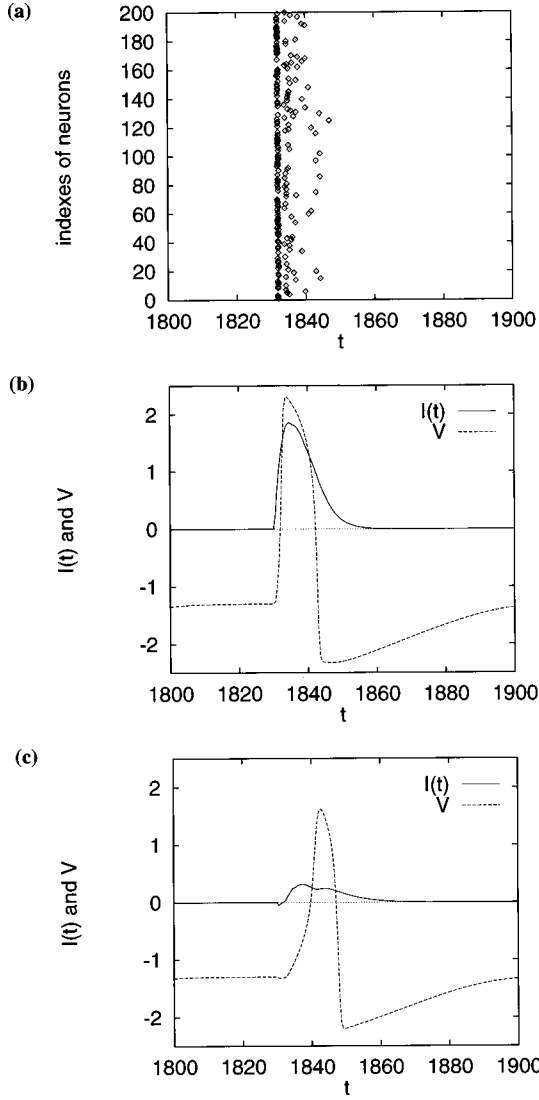 (a)
indexes of neurons
200
180
160
140
120
100
80
60
40
20
0
1800 1820 1840 1860 1880 1900
t
(b)
I(t) and V
2
1
0
-1
-2
I(t)
V
1800 1820 1840 1860 1880 1900
t
(c)
I(t) and V
2
1
0
-1
-2
I(t)
V
1800 1820 1840 1860 1880 1900
t